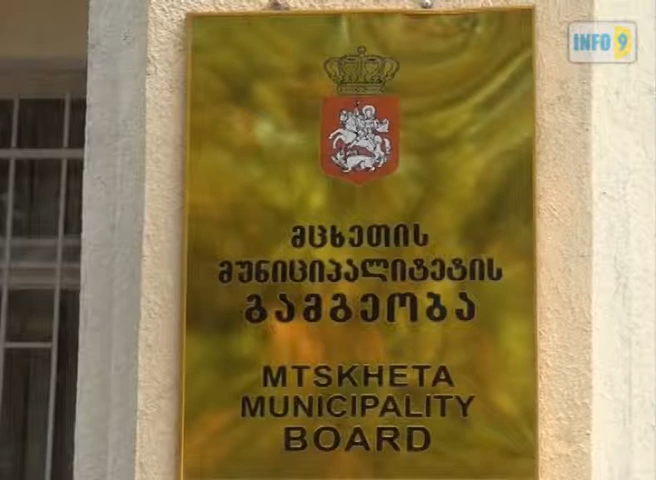 INFO 9
მცხეთის
მუნიციპალიტეტის
გამგეობა
MTSKHETA
MUNICIPALITY
BOARD